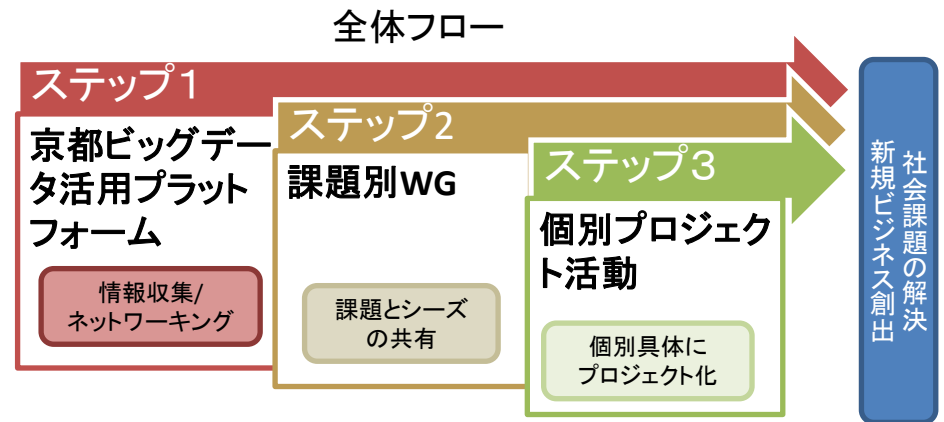 全体フロー
ステップ１
京都ビッグデー
タ活用プラット
フォーム
情報収集/
ネットワーキング
ステップ2
課題別WG
課題とシーズ
の共有
ステップ３
個別プロジェク
ト活動
個別具体に
プロジェクト化
社会課題の解決
新規ビジネス創出